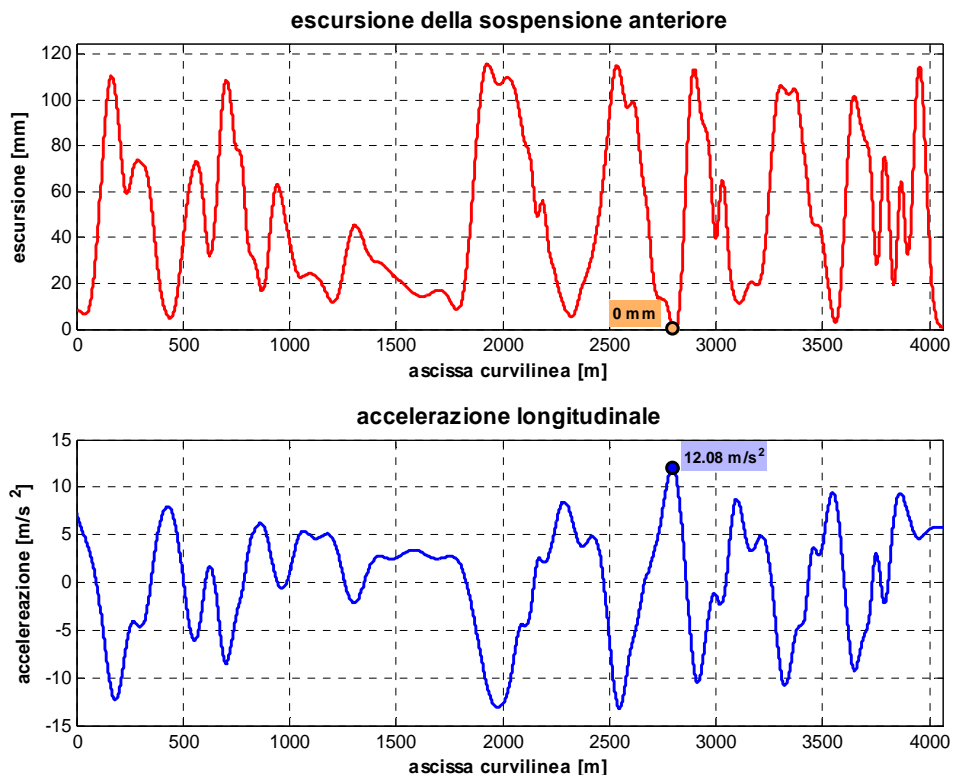 escursione della sospensione anteriore
escursione [mm]
120
100
80
60
40
20
0
0 mm
0 500 1000 1500 2000 2500 3000 3500 4000
ascissa curvilinea [m]
accelerazione longitudinale
accelereazione [m/s ²]
15
10
5
0
-5
-10
-15
12.08 m/s²
0 500 1000 1500 2000 2500 3000 3500 4000
ascissa curvilinea [m]